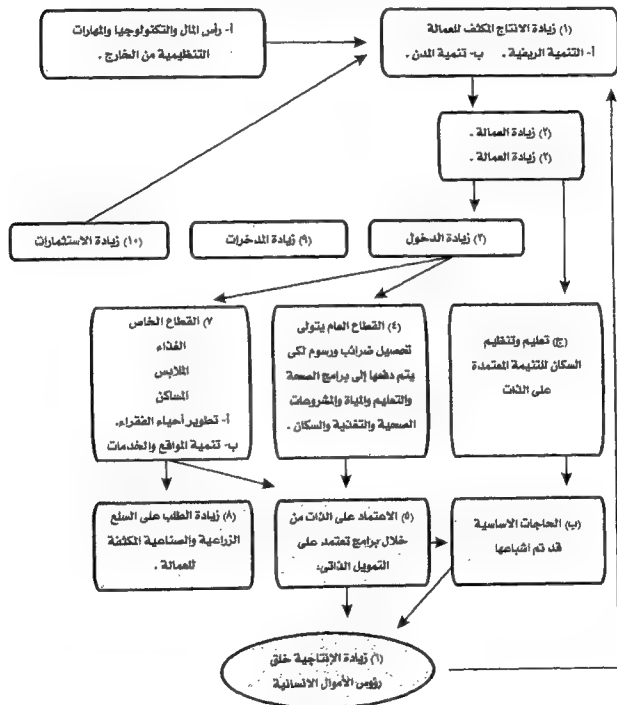 (١) زيادة الانتاج المكثف للعمالة
أ- التنمية الريفية . ب- تنمية المدن .
أ- رأس المال والتكنولوجيا والمهارات
التنظيمية من الخارج .
(٢) زيادة العمالة .
(٢) زيادة العمالة .
(٣) زيادة الدخول
(٩) زيادة المدخرات
(١٠) زيادة الاستثمارات
(ج) تعليم وتنظيم
السكان للتنيمة المعتمدة
على الذات
(٤) القطاع العام يتولى
تحصيل ضرائب ورسوم لكى
يتم دفعها إلى برامج الصحة
والتعليم والمياة والمشروعات
الصحية والتغذية والسكان .
٧) القطاع الخاص
الغذاء
الملابس
المساكن
أ- تطوير أحياء الفقراء.
ب- تنمية المواقع والخدمات
(ب) الحاجات الاساسية
قد تم اشباعها
(٥) الاعتماد على الذات من
خلال برامج تعتمد على
التمويل الذاتى.
(٨) زيادة الطلب على السلع
الزراعية والصناعية المكثفة
للعمالة .
(٦) زيادة الإنتاجية خلق
رؤوس الأموال الانسانية